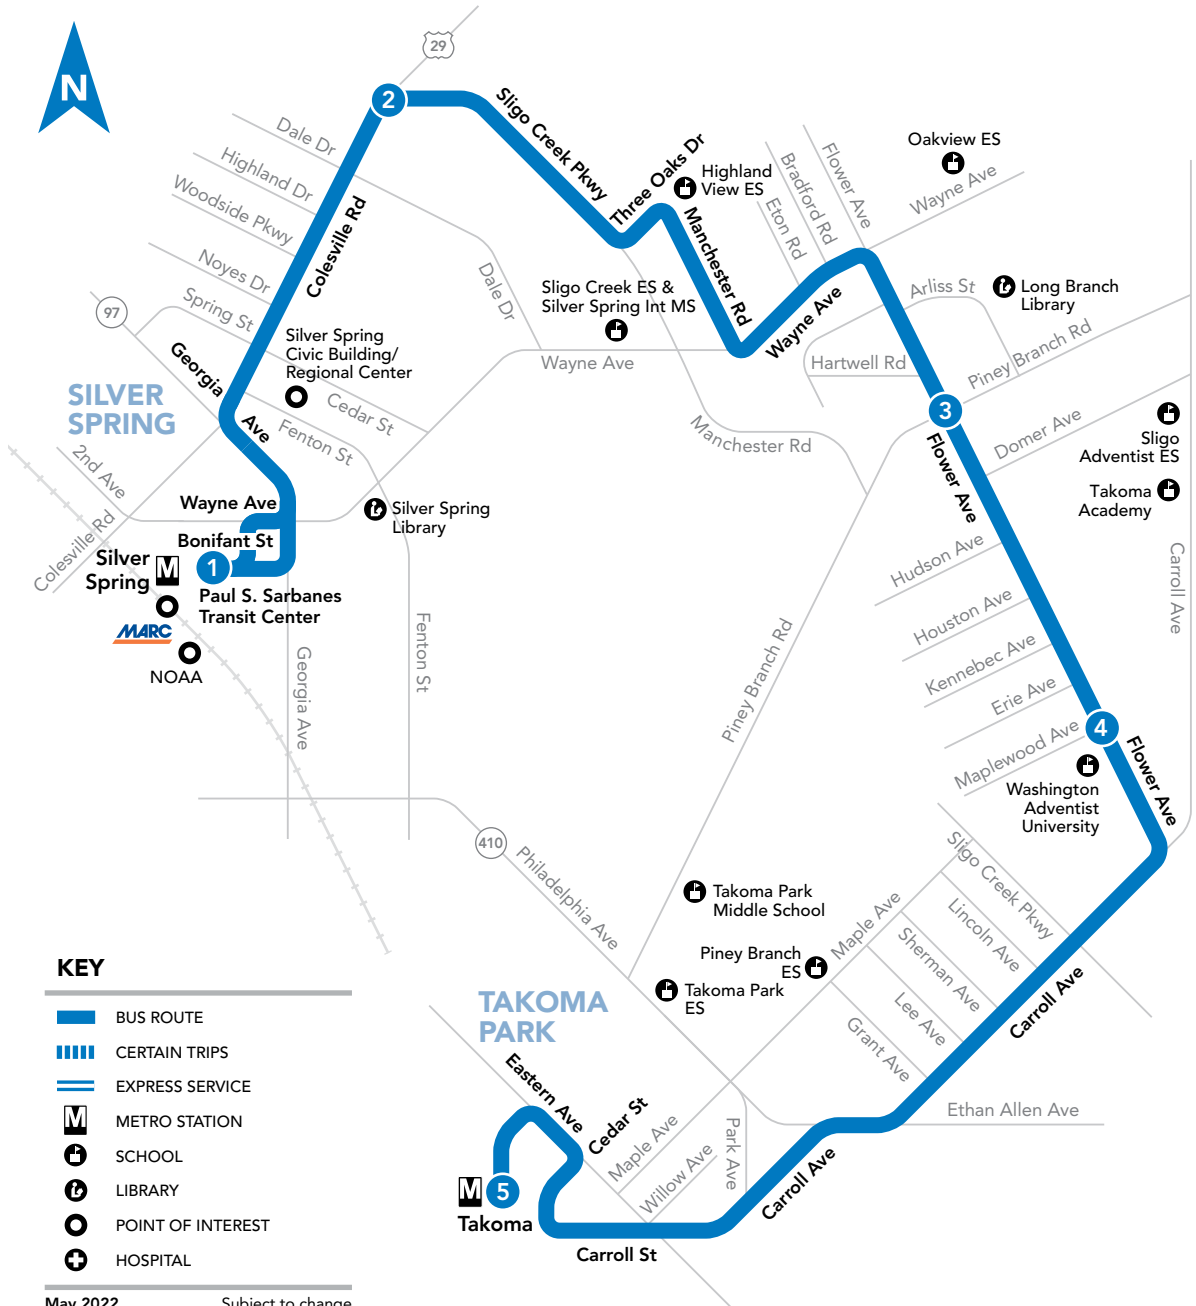 N
29
2
Sligo Creek Pkwy
Three Oaks Dr
Dale Dr
Highland Dr
Woodside Pkwy
Noyes Dr
Spring St
Colesville Rd
Highland
View ES
Manchester Rd
Eton Rd
Bradford Rd
Flower Ave
Oakview ES
Wayne Ave
Dale Dr
Sligo Creek ES &
Silver Spring Int MS
Wayne Ave
Wayne Ave
Arliss St
Long Branch
Library
Hartwell Rd
Piney Branch Rd
97
Georgia
Ave
Silver Spring
Civic Building/
Regional Center
SILVER
SPRING
Cedar St
Fenton St
Manchester Rd
3
Flower Ave
Domer Ave
Sligo
Adventist ES
Takoma
Academy
2nd Ave
Wayne Ave
Silver Spring
Library
Colesville Rd
Bonifant St
Silver
Spring
M
1
Paul S. Sarbanes
Transit Center
MARC
NOAA
Georgia Ave
Fenton St
Hudson Ave
Houston Ave
Kennebec Ave
Erie Ave
Maplewood Ave
Carroll Ave
Piney Branch Rd
4
Flower Ave
Washington
Adventist
University
410
Philadelphia Ave
Sligo Creek Pkwy
Takoma Park
Middle School
Maple Ave
Lincoln Ave
Sherman Ave
Lee Ave
Grant Ave
Piney Branch
ES
Takoma Park
ES
Carroll Ave
TAKOMA
PARK
Eastern Ave
Cedar St
Maple Ave
Willow Ave
Park Ave
Ethan Allen Ave
Carroll Ave
M
5
Takoma
Carroll St
KEY
BUS ROUTE
CERTAIN TRIPS
EXPRESS SERVICE
M
METRO STATION
SCHOOL
LIBRARY
POINT OF INTEREST
HOSPITAL
May 2022
Subject to change